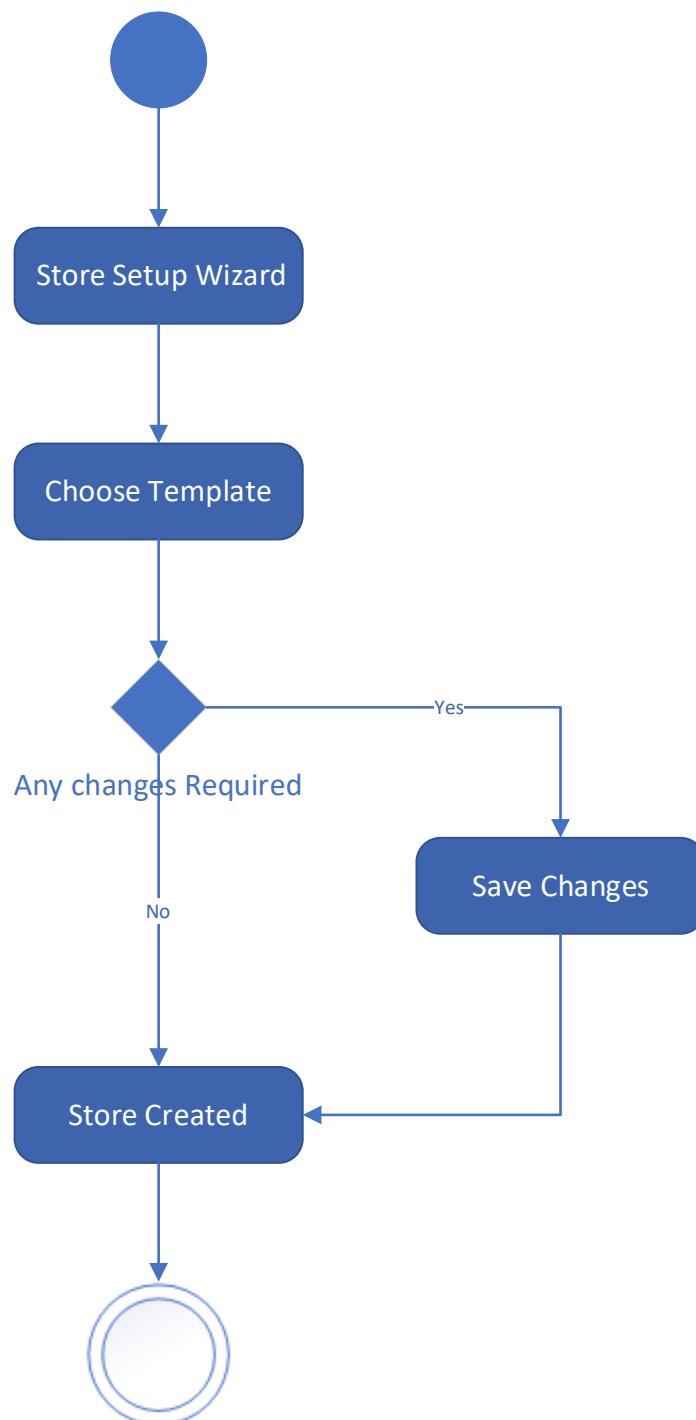 Store Setup Wizard
Choose Template
Yes
Any changes Required
Save Changes
No
Store Created